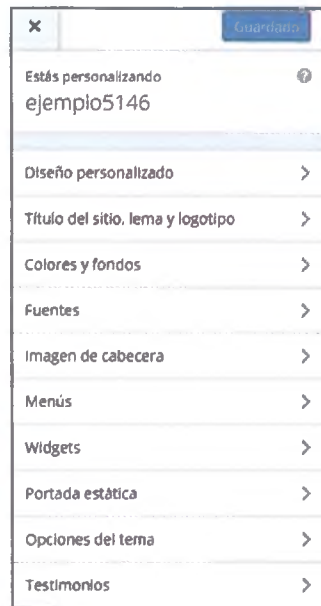 Guardado
Estás personalizando
ejemplo5146
Diseño personalizado
Título del sitio, lema y logotipo
Colores y fondos
Fuentes
Imagen de cabecera
Menús
Widgets
Portada estática
Opciones del tema
Testimonios